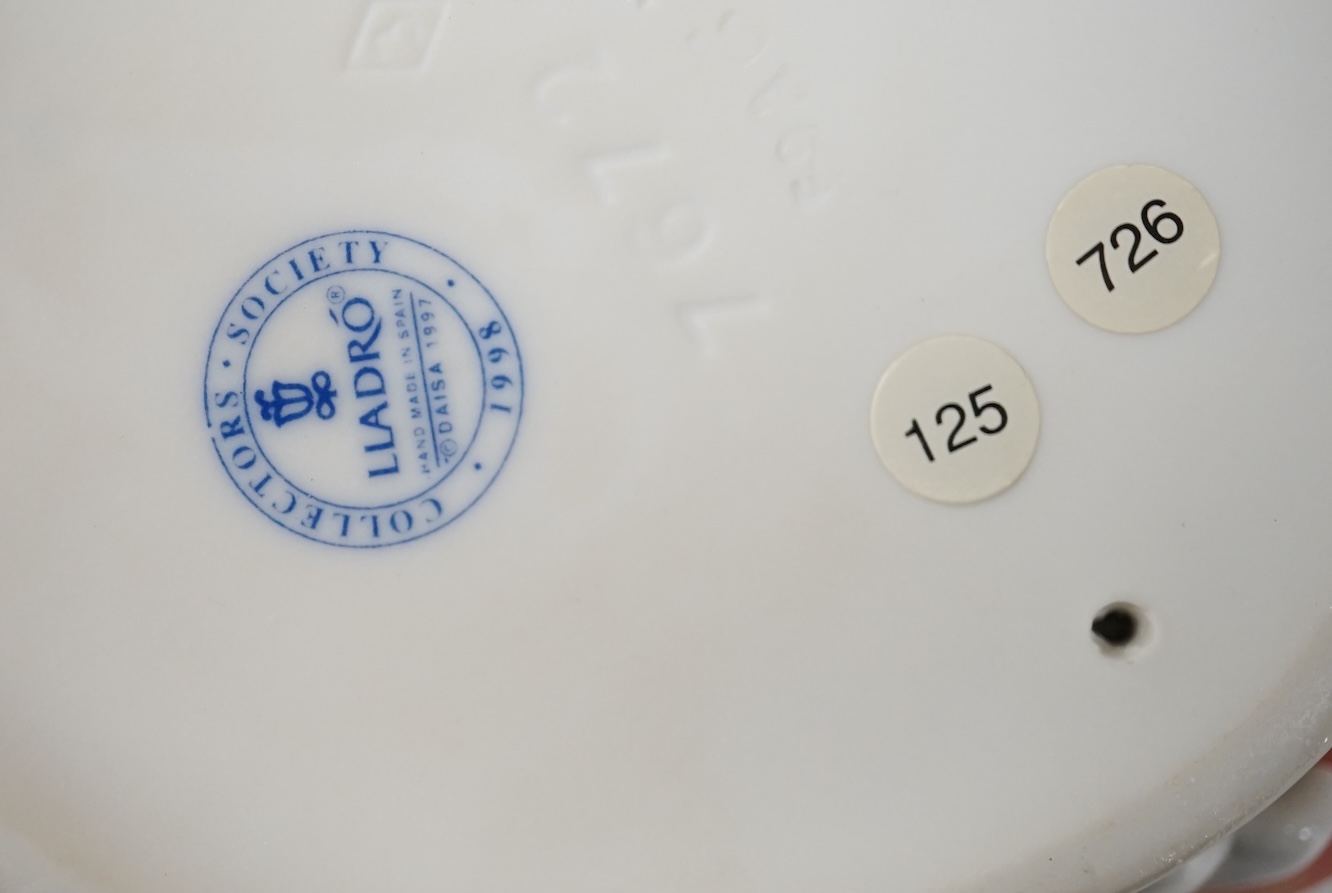 COLLECTORS · SOCIETY
· 1998 ·
LLADRÓ®
HAND MADE IN SPAIN
© DAISA 1997
726
125